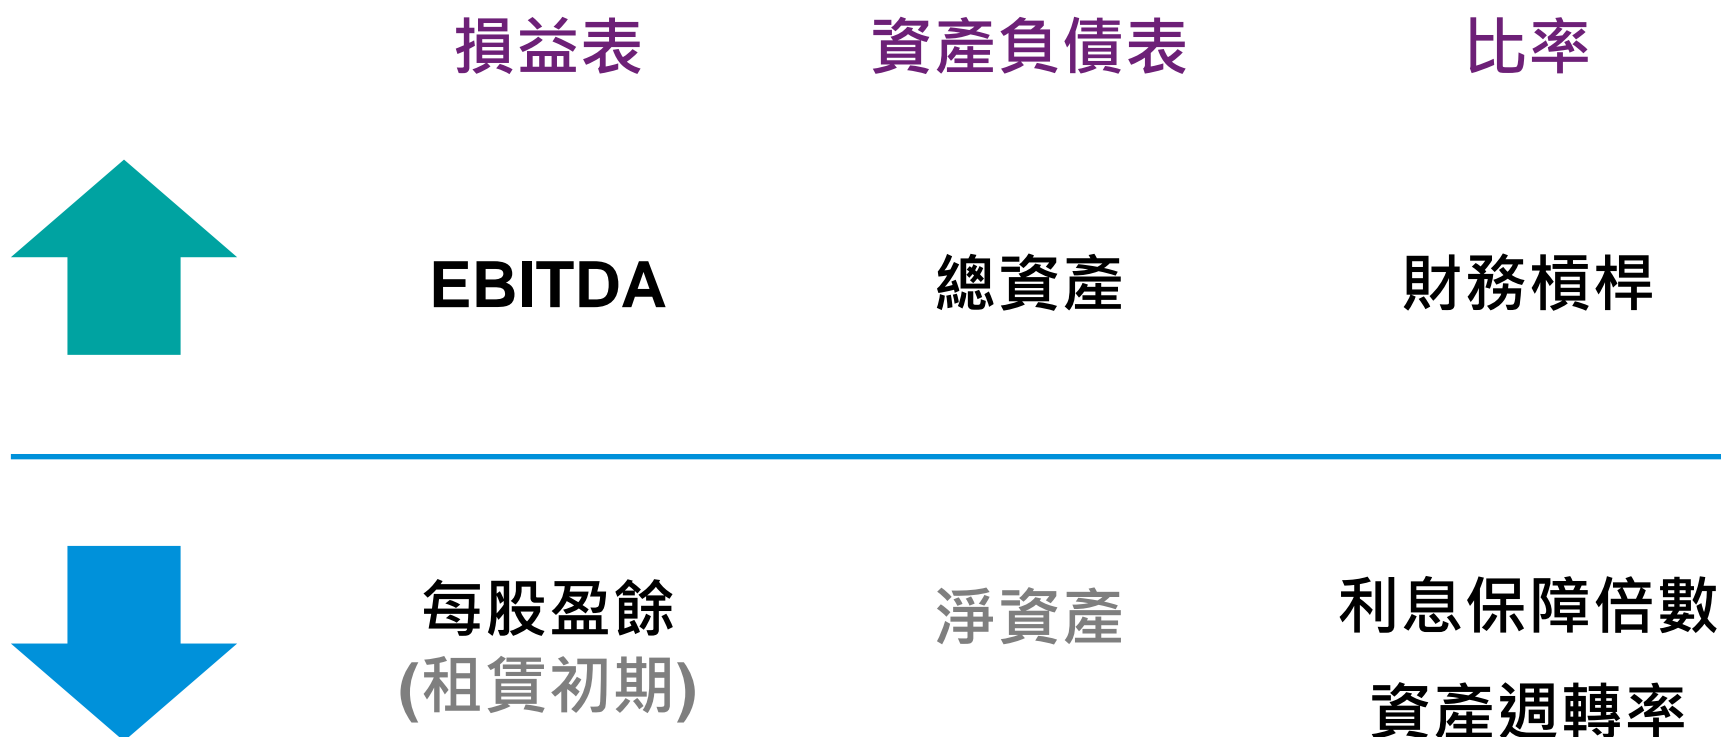 損益表 資產負債表 比率
EBITDA 總資產 財務槓桿
每股盈餘 淨資產 利息保障倍數
(租賃初期) 資產週轉率